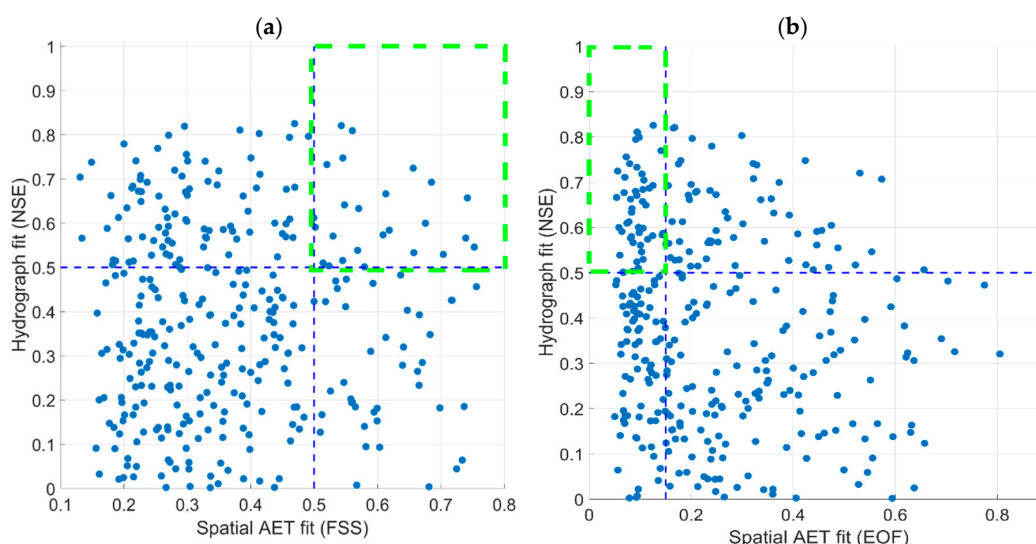 (a)
1
0.9
0.8
0.7
0.6
0.5
0.4
0.3
0.2
0.1
0
Hydrograph fit (NSE)
0.1 0.2 0.3 0.4 0.5 0.6 0.7 0.8
Spatial AET fit (FSS)
(b)
1
0.9
0.8
0.7
0.6
0.5
0.4
0.3
0.2
0.1
0
Hydrograph fit (NSE)
0 0.2 0.4 0.6 0.8
Spatial AET fit (EOF)